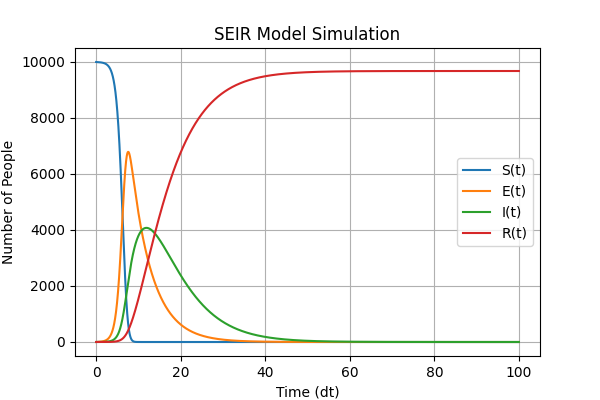 SEIR Model Simulation
Number of People
10000
8000
6000
4000
2000
0
0 20 40 60 80 100
Time (dt)
S(t)
E(t)
I(t)
R(t)